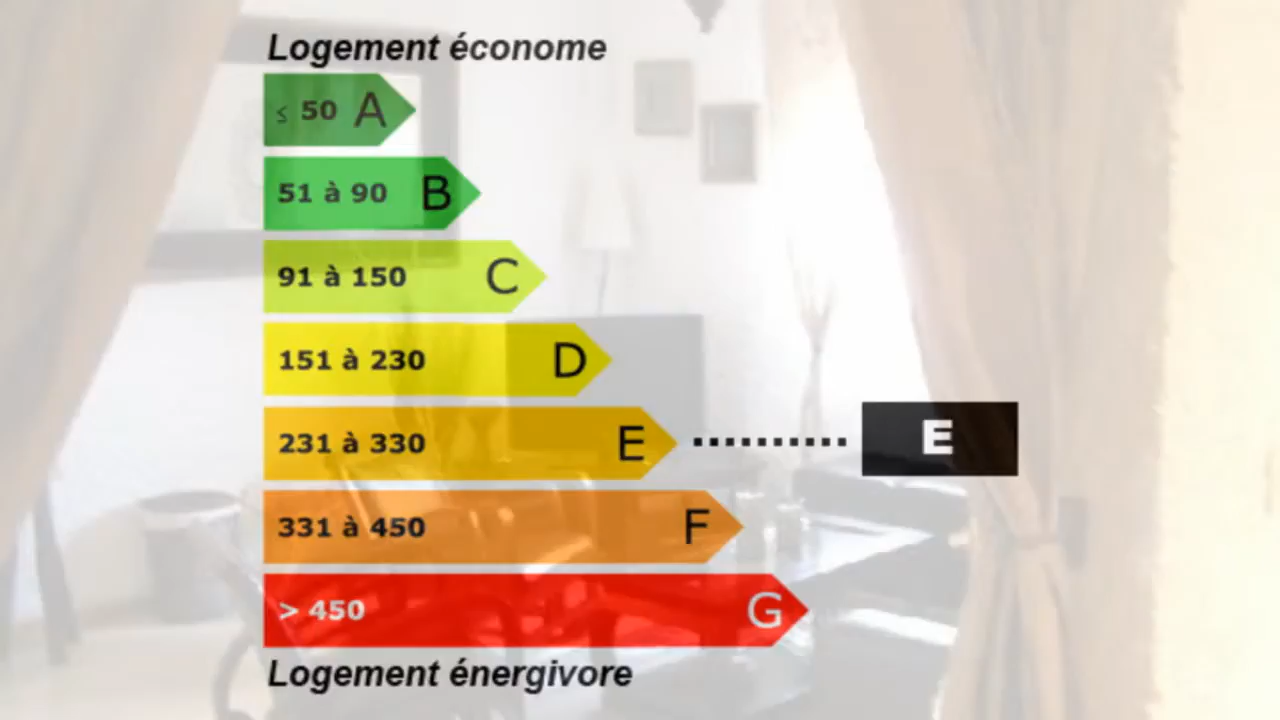 Logement économe
≤ 50 A
51 à 90 B
91 à 150 C
151 à 230 D
231 à 330 E
E
331 à 450 F
> 450 G
Logement énergivore